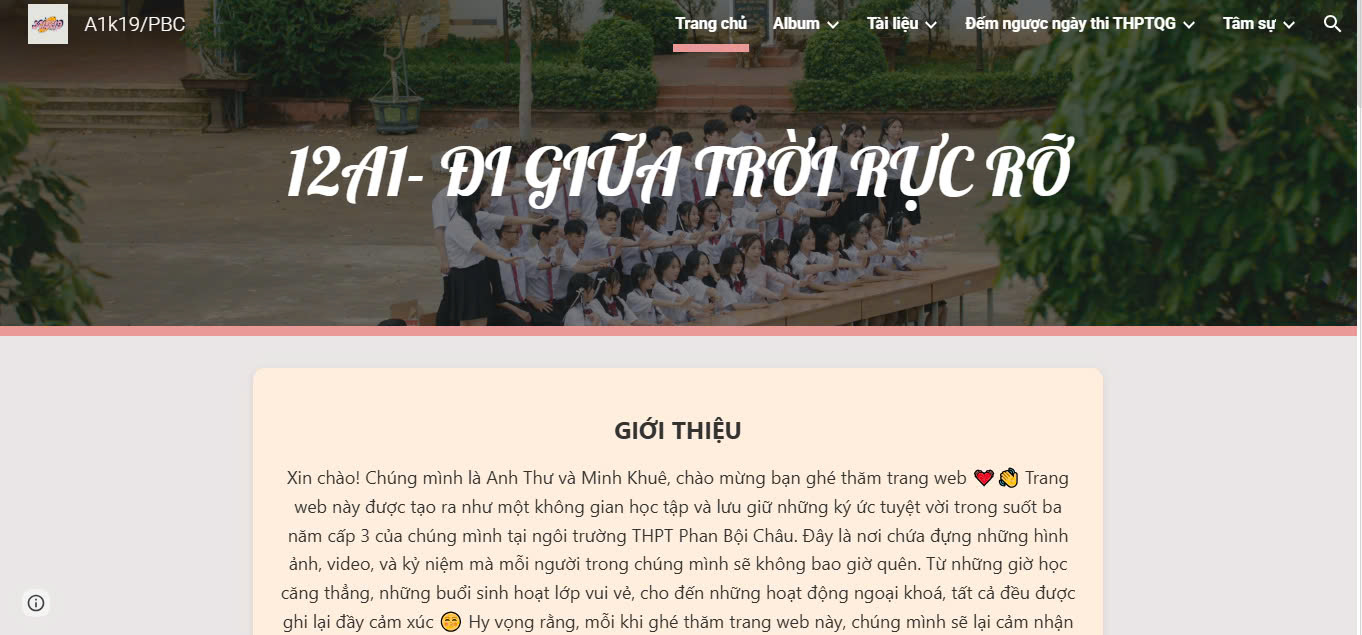 A1k19/PBC
Trang chủ
Album
Tài liệu
Đếm ngược ngày thi THPTQG
Tâm sự
12A1- ĐI GIỮA TRỜI RỰC RỠ
GIỚI THIỆU
Xin chào! Chúng mình là Anh Thư và Minh Khuê, chào mừng bạn ghé thăm trang web ❤️👏 Trang
web này được tạo ra như một không gian học tập và lưu giữ những ký ức tuyệt vời trong suốt ba
năm cấp 3 của chúng mình tại ngôi trường THPT Phan Bội Châu. Đây là nơi chứa đựng những hình
ảnh, video, và kỷ niệm mà mỗi người trong chúng mình sẽ không bao giờ quên. Từ những giờ học
căng thẳng, những buổi sinh hoạt lớp vui vẻ, cho đến những hoạt động ngoại khoá, tất cả đều được
ghi lại đầy cảm xúc 😊 Hy vọng rằng, mỗi khi ghé thăm trang web này, chúng mình sẽ lại cảm nhận